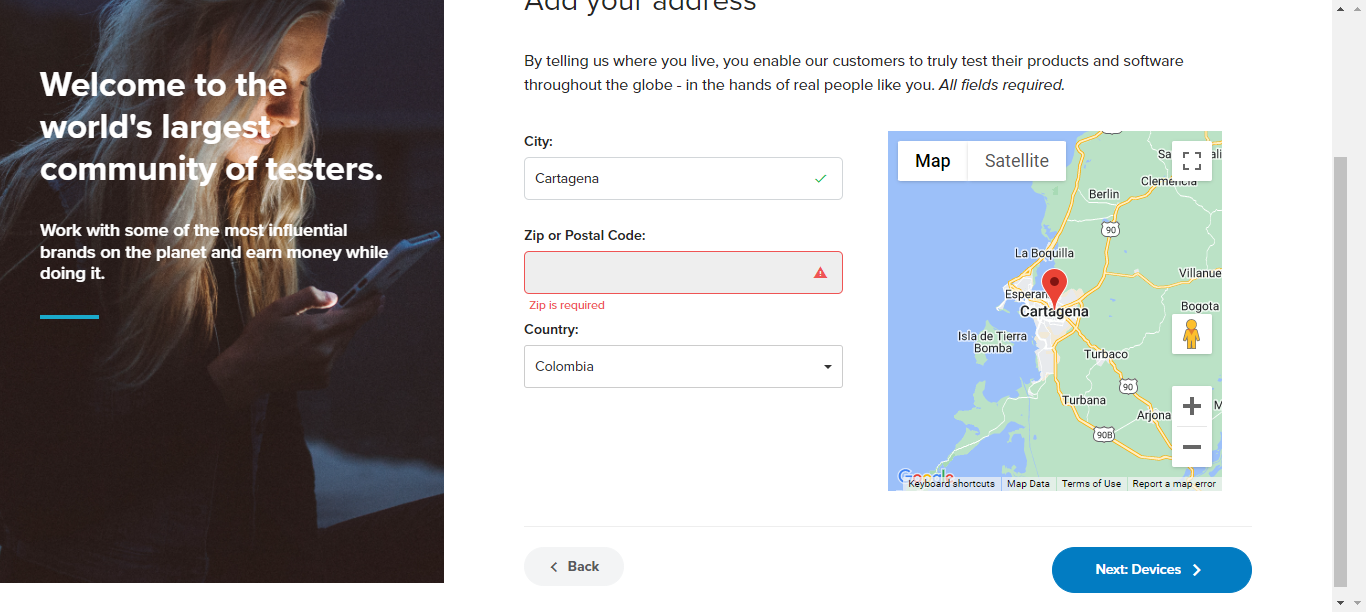 Welcome to the
world's largest
community of testers.
Work with some of the most influential
brands on the planet and earn money while
doing it.
Add your address
By telling us where you live, you enable our customers to truly test their products and software
throughout the globe - in the hands of real people like you. All fields required.
City:
Cartagena
Zip or Postal Code:
Zip is required
Country:
Colombia
Map
Satellite
Clemencia
Berlin
90
La Boquilla
Villanue
Cartagena
Bogota
Isla de Tierra
Bomba
Turbaco
90
Turbana
Arjona
90B
Google
Keyboard shortcuts
Map Data
Terms of Use
Report a map error
Back
Next: Devices